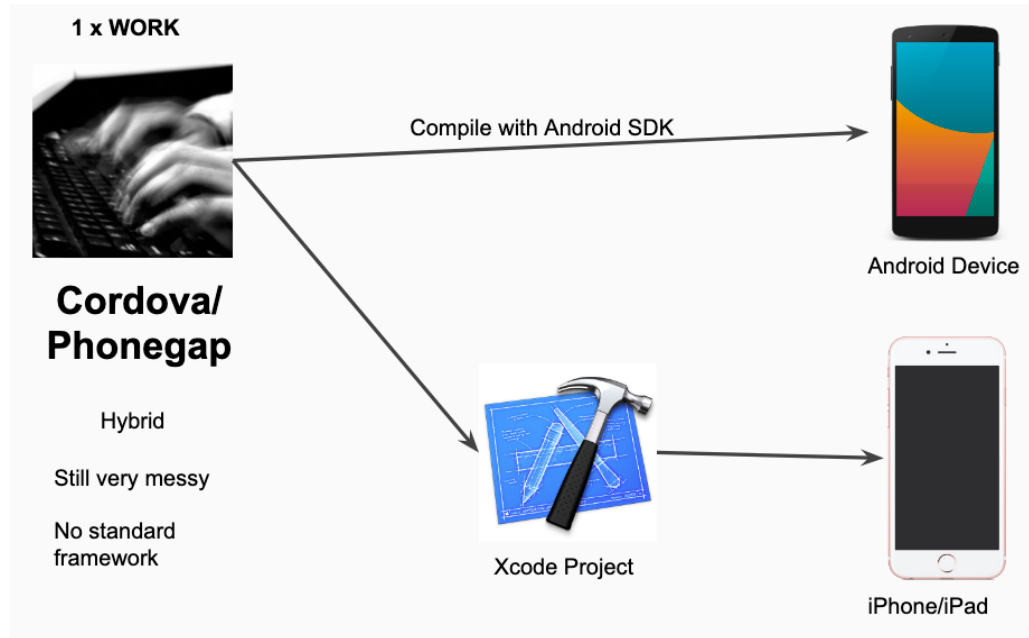 1 x WORK
Compile with Android SDK
Android Device
Cordova/
Phonegap
Hybrid
Still very messy
No standard
framework
Xcode Project
iPhone/iPad